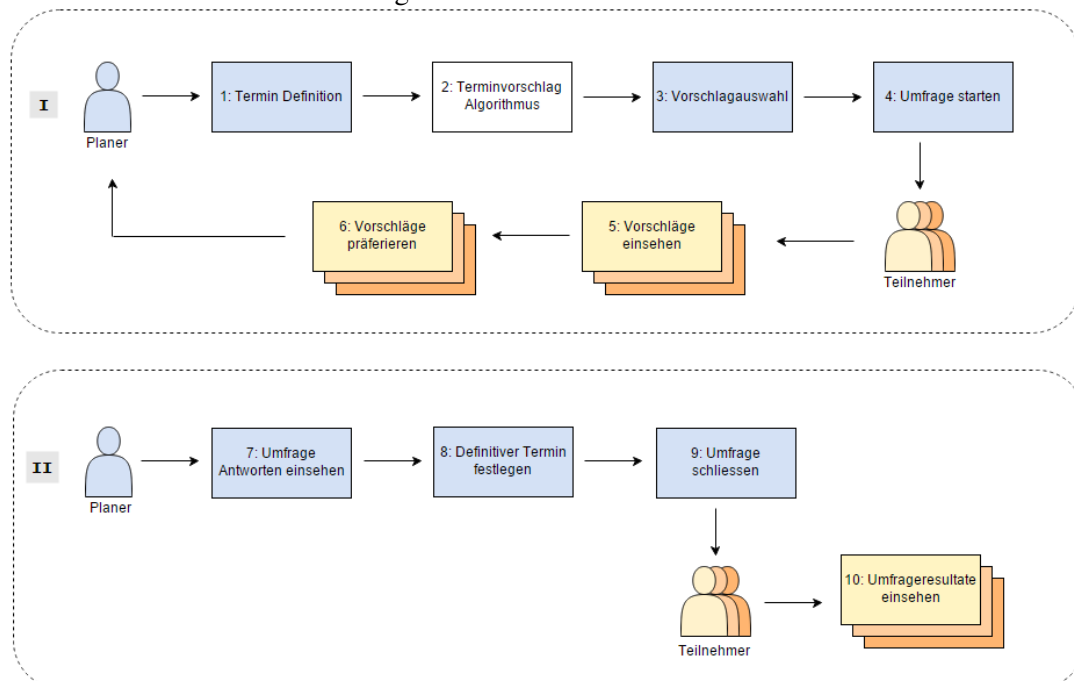 I
Planer
1: Termin Definition
2: Terminvorschlag
Algorithmus
3: Vorschlagauswahl
4: Umfrage starten
Teilnehmer
5: Vorschläge
einsehen
6: Vorschläge
präferieren
II
Planer
7: Umfrage
Antworten einsehen
8: Definitiver Termin
festlegen
9: Umfrage
schliessen
Teilnehmer
10: Umfrageresultate
einsehen